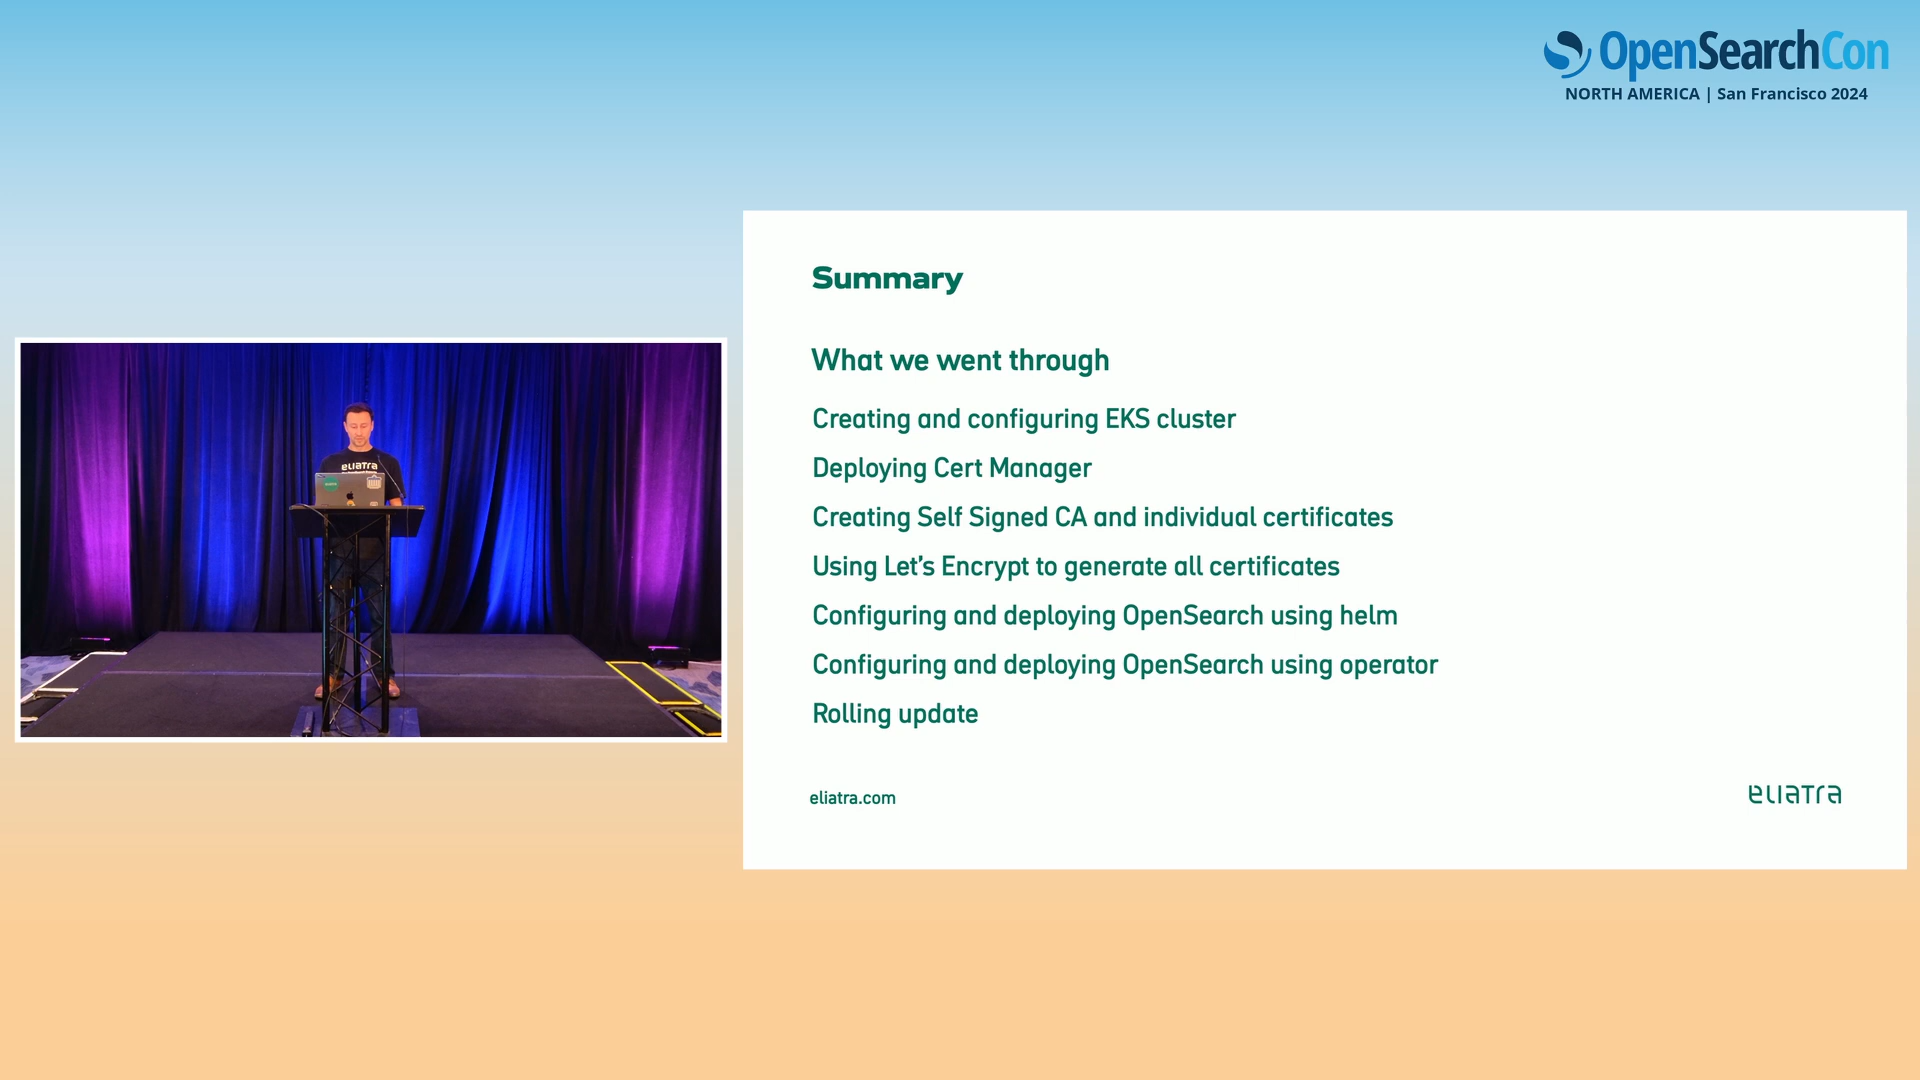 OpenSearchCon
NORTH AMERICA | San Francisco 2024
Summary
What we went through
Creating and configuring EKS cluster
Deploying Cert Manager
Creating Self Signed CA and individual certificates
Using Let’s Encrypt to generate all certificates
Configuring and deploying OpenSearch using helm
Configuring and deploying OpenSearch using operator
Rolling update
eliatra.com
eliatra
eliatra